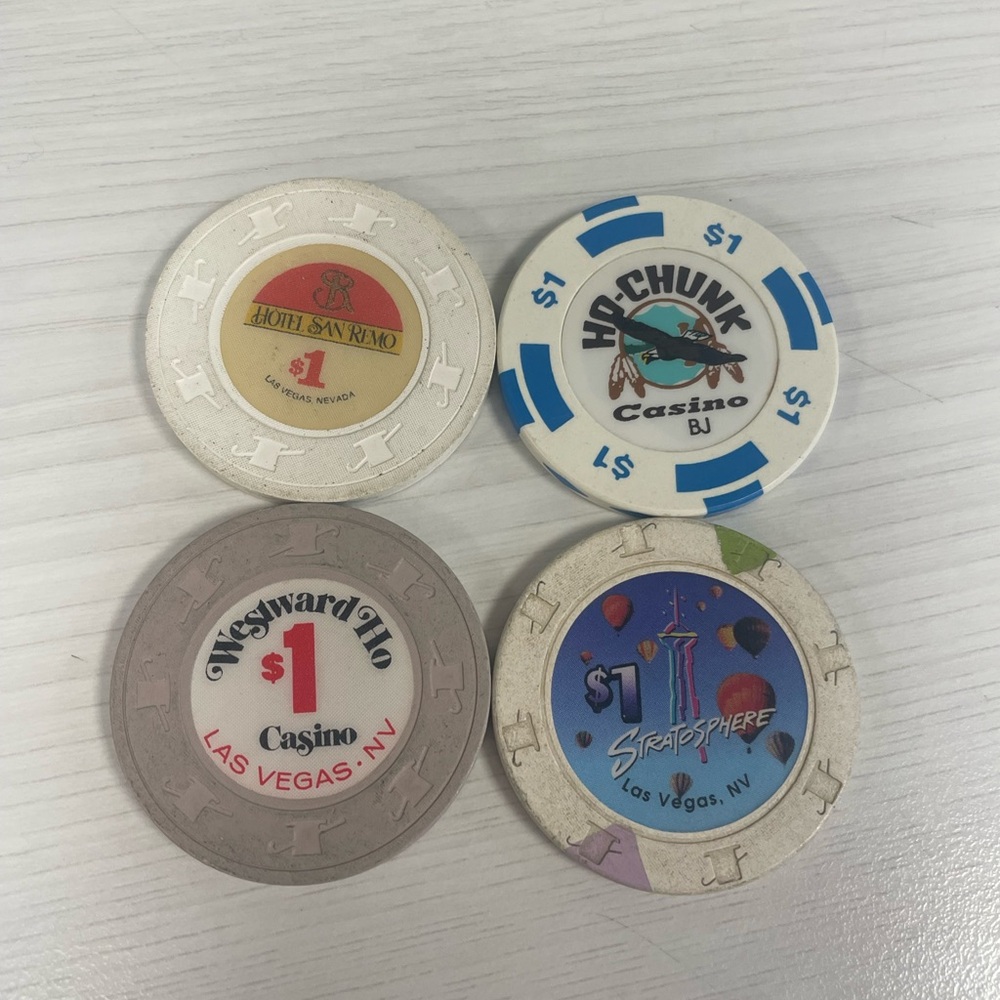 SR
HOTEL SAN REMO
$1
LAS VEGAS, NEVADA
$1
$1
$1
$1
HO-CHUNK
Casino
BJ
Westward Ho
$1
Casino
LAS VEGAS · NV
$1
STRATOSPHERE
Las Vegas, NV